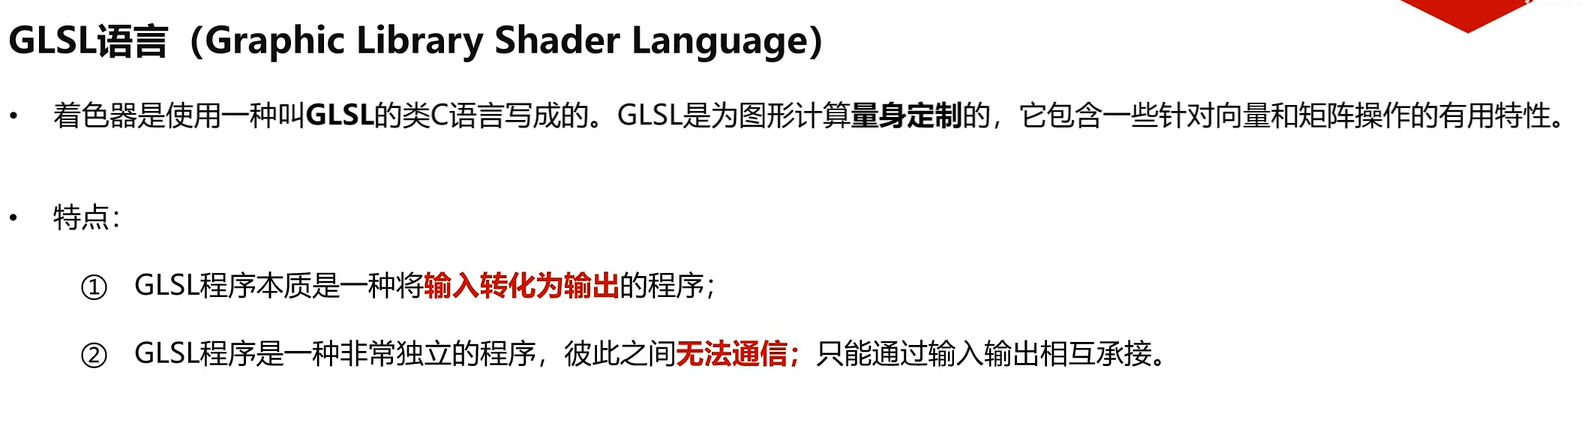 GLSL语言（Graphic Library Shader Language）
• 着色器是使用一种叫GLSL的类C语言写成的。GLSL是为图形计算量身定制的，它包含一些针对向量和矩阵操作的有用特性。
• 特点：
① GLSL程序本质是一种将输入转化为输出的程序；
② GLSL程序是一种非常独立的程序，彼此之间无法通信；只能通过输入输出相互承接。